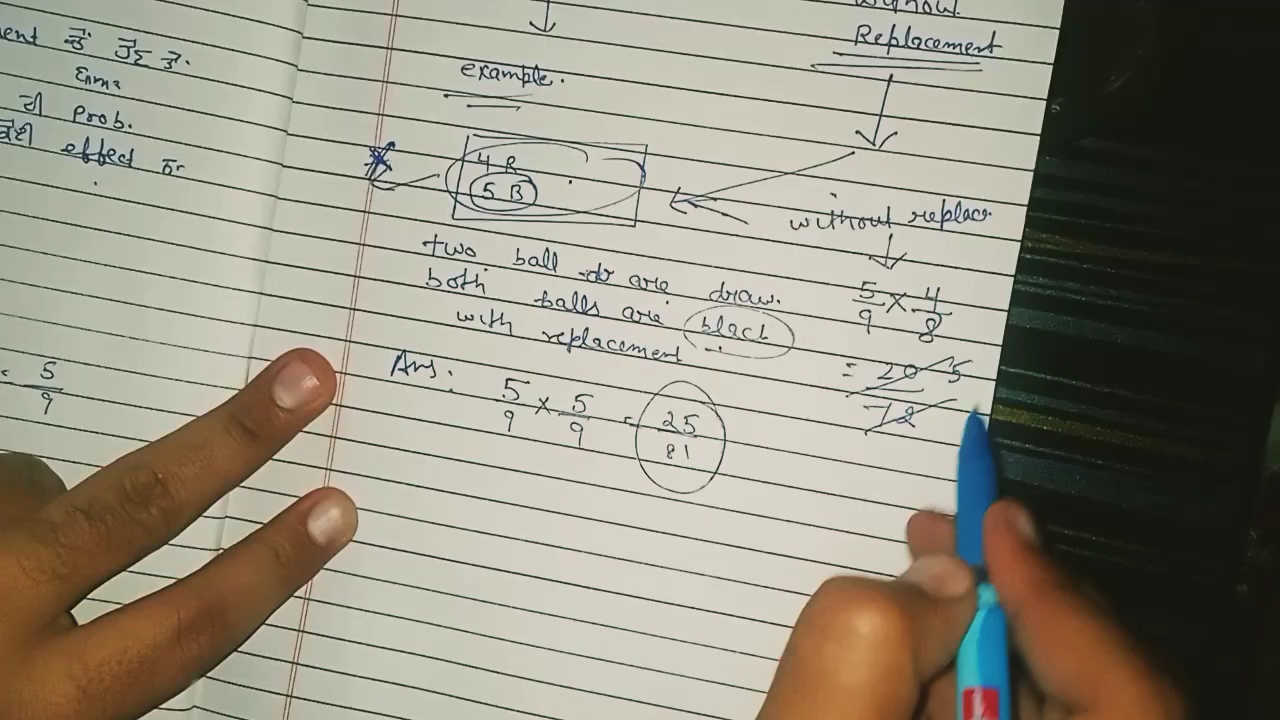 without
Replacement
example.
4 R
5 B
without replace
two ball are draw.
both balls are black
with replacement
5/9 × 4/8
= 20 5
72
Ans: 5/9 × 5/9 = 25/81
Prob.
effect
= 5/9